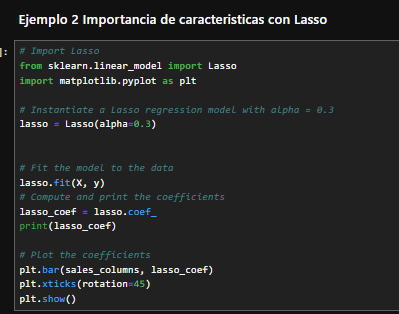 Ejemplo 2 Importancia de caracteristicas con Lasso
]: # Import Lasso
from sklearn.linear_model import Lasso
import matplotlib.pyplot as plt
# Instantiate a lasso regression model with alpha = 0.3
lasso = Lasso(alpha=0.3)
# Fit the model to the data
lasso.fit(X, y)
# Compute and print the coefficients
lasso_coef = lasso.coef_
print(lasso_coef)
# Plot the coefficients
plt.bar(sales_columns, lasso_coef)
plt.xticks(rotation=45)
plt.show()